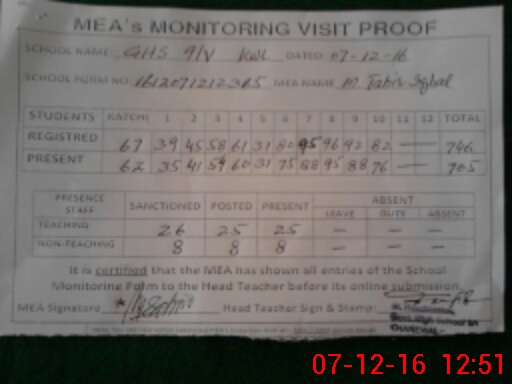 MEA's MONITORING VISIT PROOF
SCHOOL NAME GHS 9/V KWL DATED 07-12-16
SCHOOL FORM NO. 1612071212365 MEA NAME M.
STUDENTS KATCHI 1 2 3 4 5 6 7 8 9 10 11 12 TOTAL
REGISTRED 67 39 45 58 61 31 80 95 96 92 82 — 746
PRESENT 62 35 41 59 60 31 75 88 95 88 76 — 705
PRESENCE STAFF SANCTIONED POSTED PRESENT ABSENT
LEAVE DUTY ABSENT
TEACHING 26 25 25 – – –
NON-TEACHING 8 8 8 – – –
It is certified that the MEA has shown all entries of the School
Monitoring Form to the Head Teacher before its online submission.
MEA Signature Head Teacher Sign & Stamp:
07-12-16 12:51